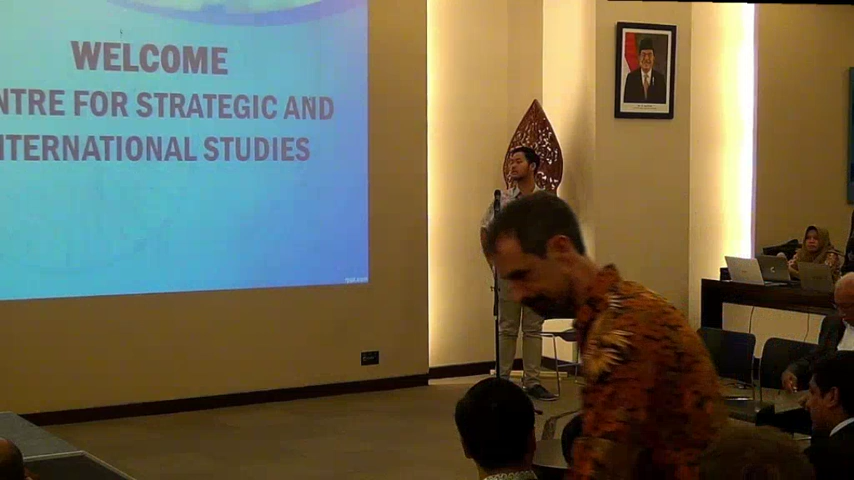 WELCOME
NTRE FOR STRATEGIC AND
NTERNATIONAL STUDIES